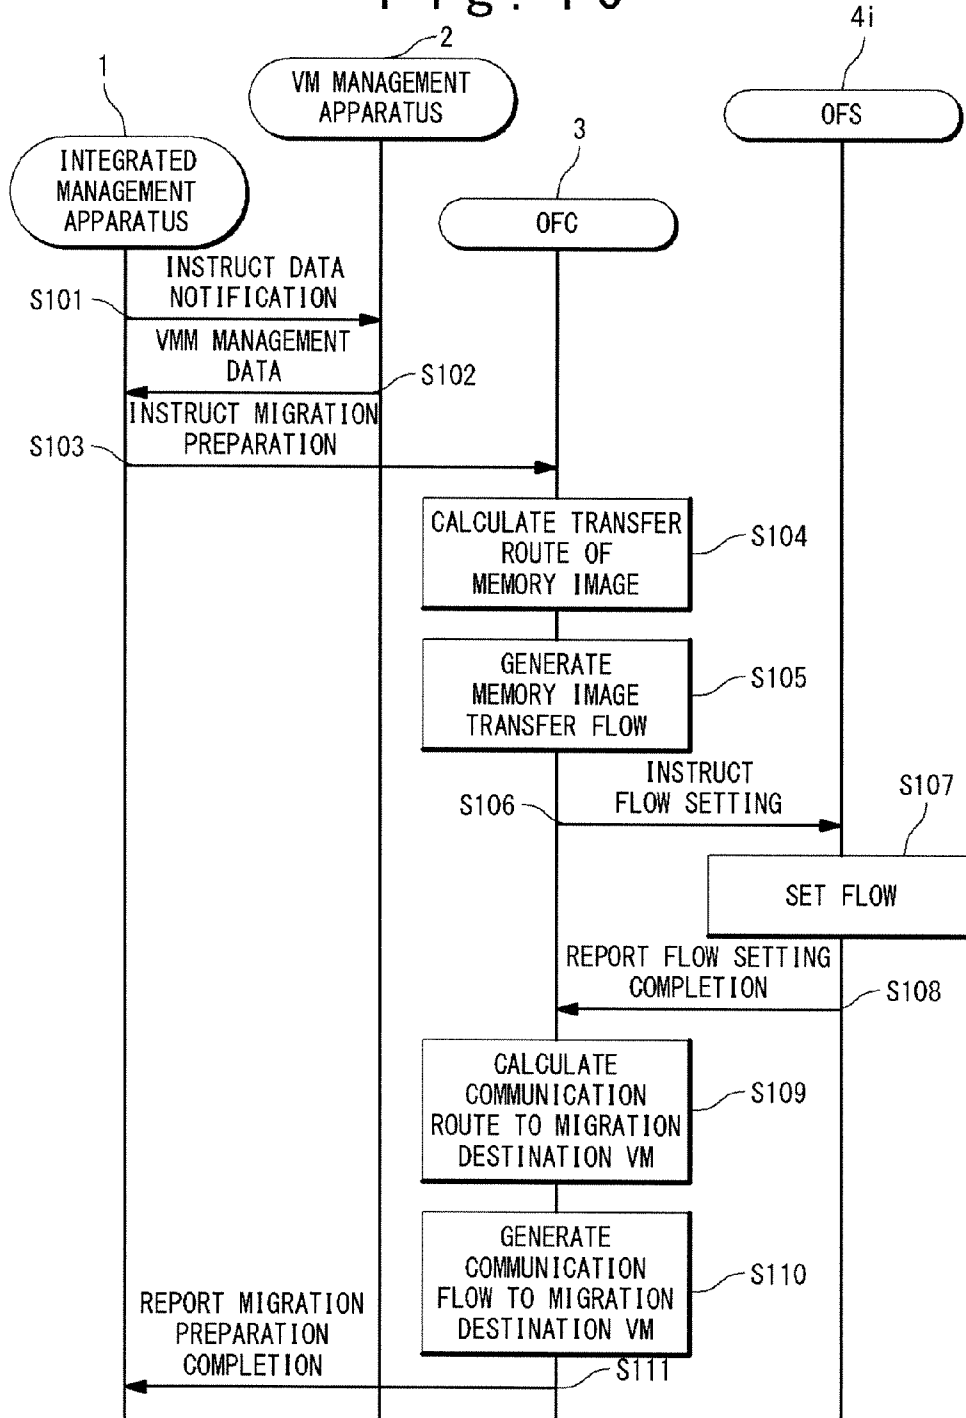 4i
2
1
VM MANAGEMENT
APPARATUS
OFS
3
INTEGRATED
MANAGEMENT
APPARATUS
OFC
INSTRUCT DATA
NOTIFICATION
S101
VMM MANAGEMENT
DATA
S102
INSTRUCT MIGRATION
PREPARATION
S103
CALCULATE TRANSFER
ROUTE OF
MEMORY IMAGE
S104
GENERATE
MEMORY IMAGE
TRANSFER FLOW
S105
INSTRUCT
FLOW SETTING
S106
S107
SET FLOW
REPORT FLOW SETTING
COMPLETION
S108
CALCULATE
COMMUNICATION
ROUTE TO MIGRATION
DESTINATION VM
S109
GENERATE
COMMUNICATION
FLOW TO MIGRATION
DESTINATION VM
S110
REPORT MIGRATION
PREPARATION
COMPLETION
S111